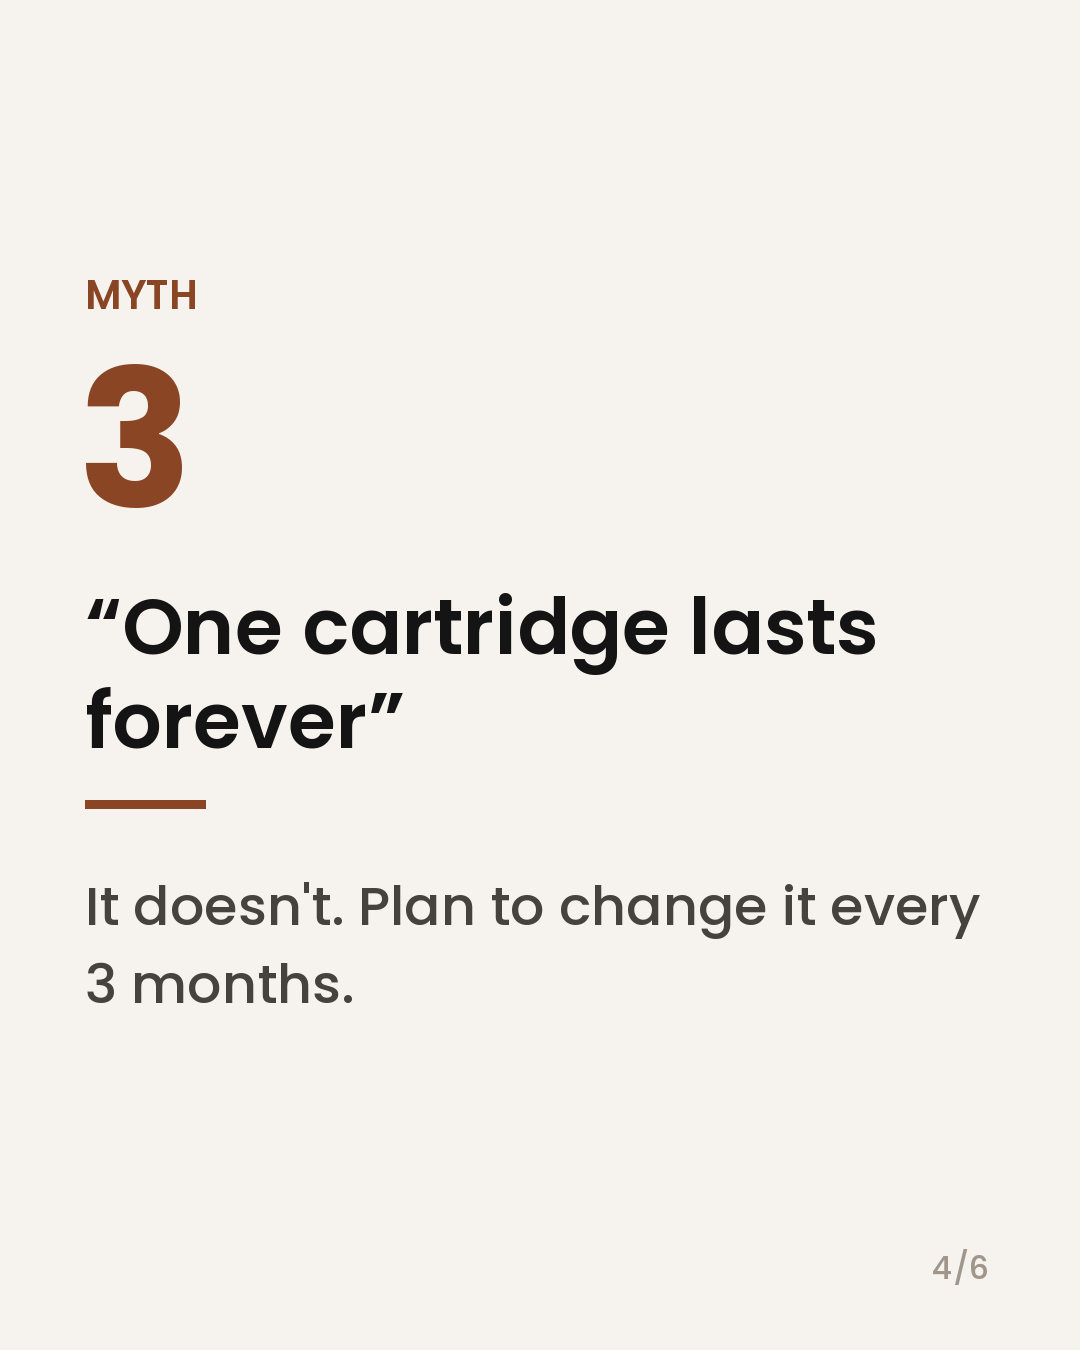 MYTH
3
“One cartridge lasts
forever”
It doesn't. Plan to change it every
3 months.
4/6